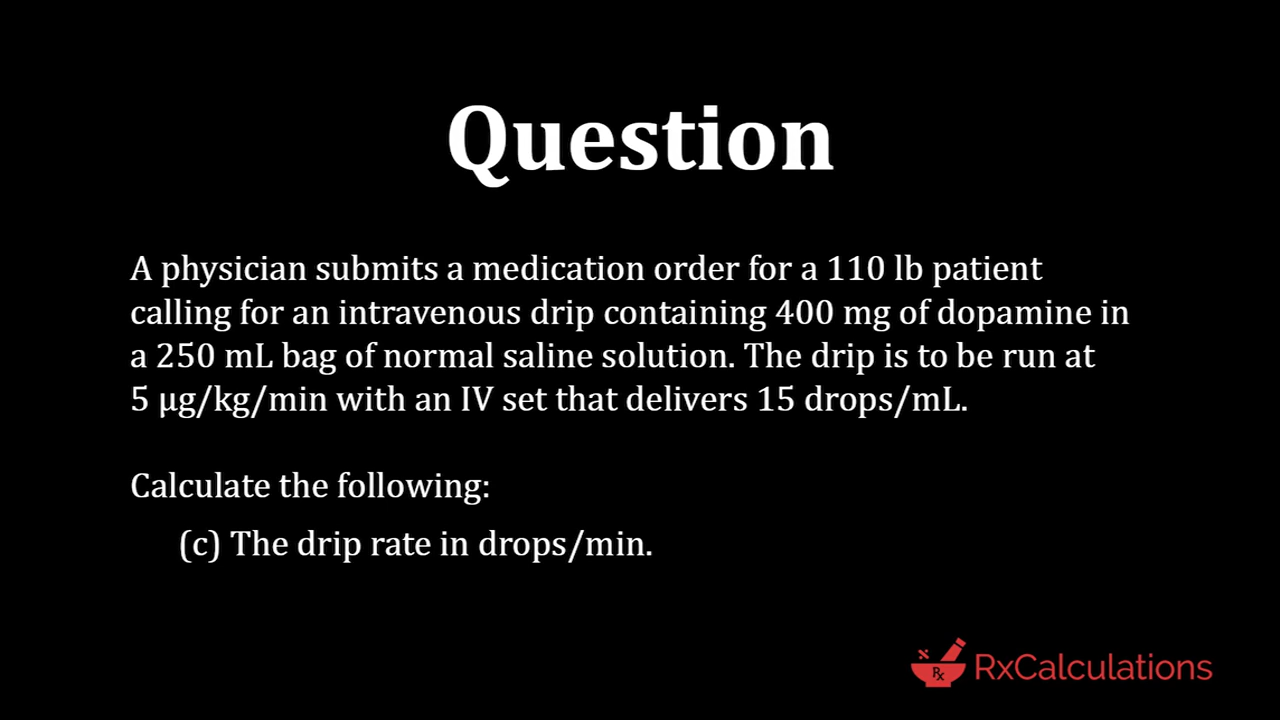 Question
A physician submits a medication order for a 110 lb patient
calling for an intravenous drip containing 400 mg of dopamine in
a 250 mL bag of normal saline solution. The drip is to be run at
5 μg/kg/min with an IV set that delivers 15 drops/mL.
Calculate the following:
(c) The drip rate in drops/min.
Rx
RxCalculations